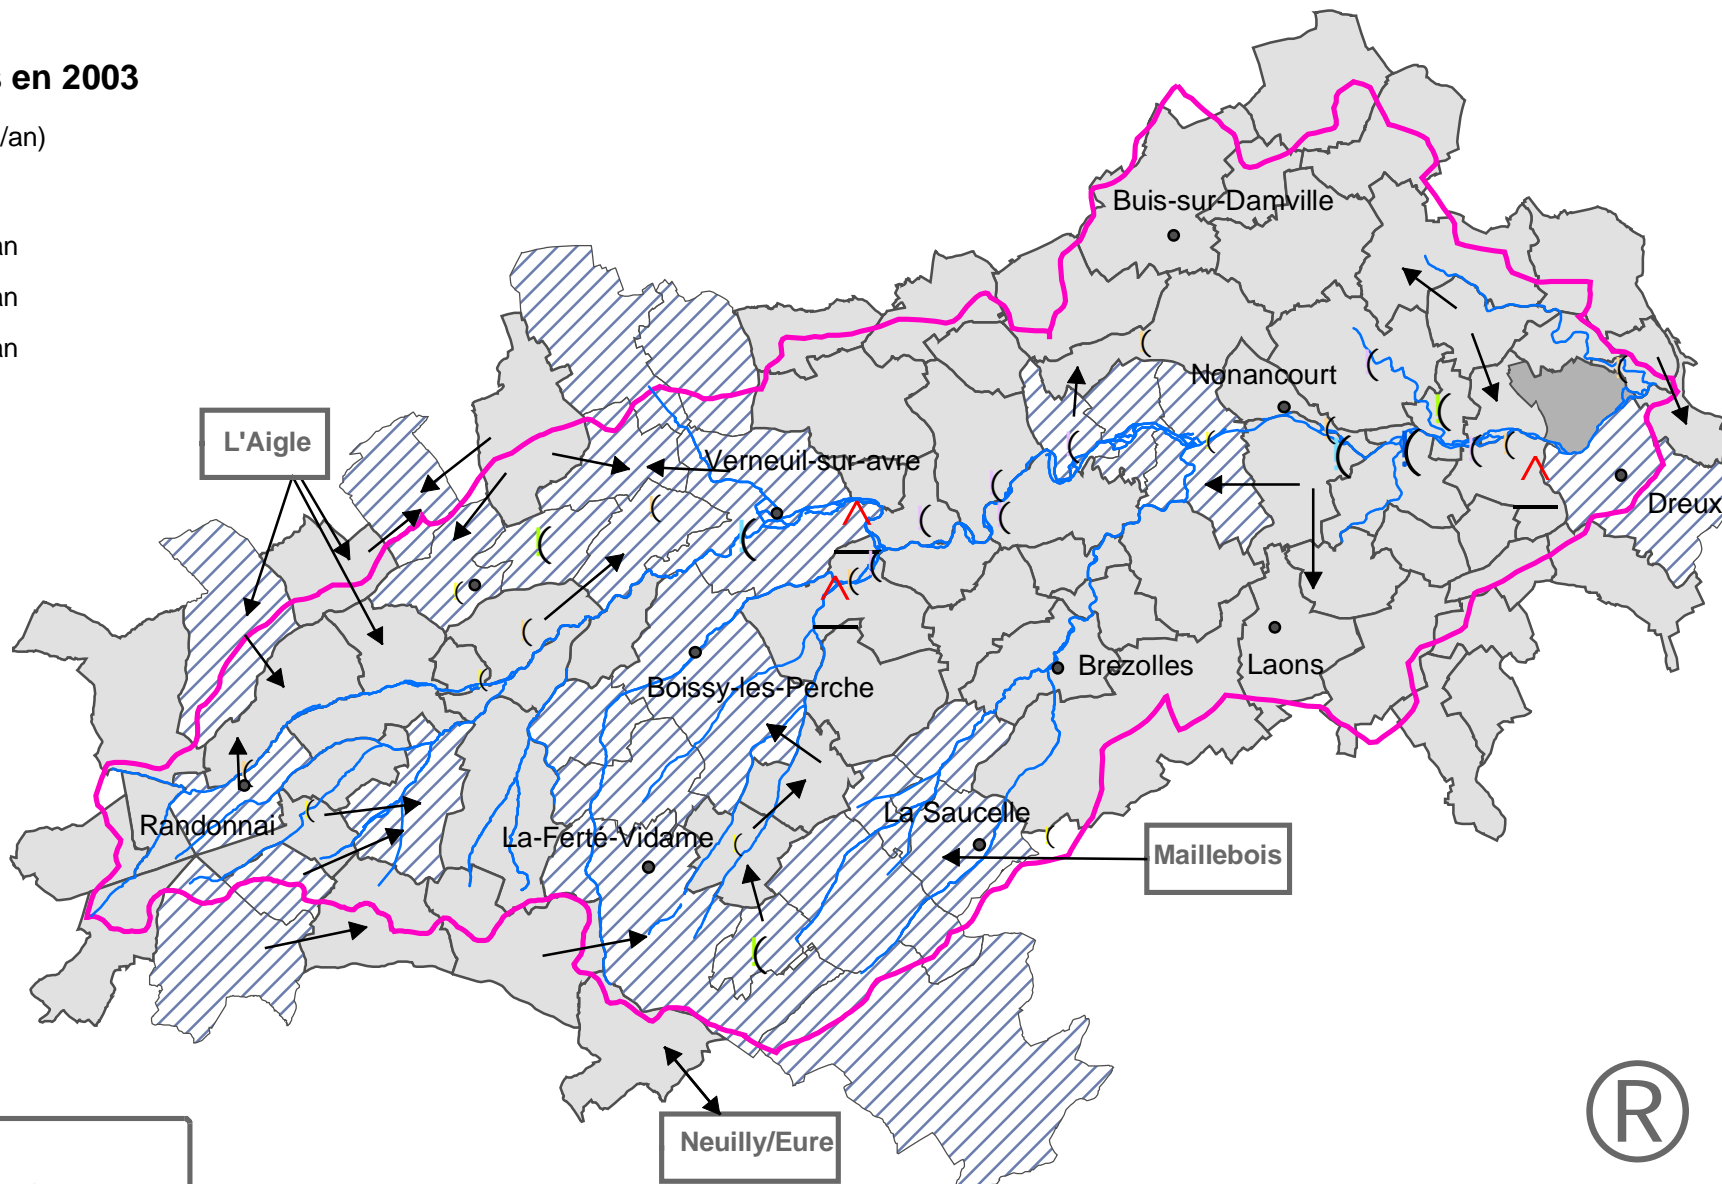 en 2003
/an)
an
an
an
Buis-sur-Damville
Nonancourt
L'Aigle
Verneuil-sur-avre
Dreux
Boissy-les-Perche
Brezolles
Laons
Randonnai
La-Ferté-Vidame
La Saucelle
Maillebois
Neuilly/Eure
R